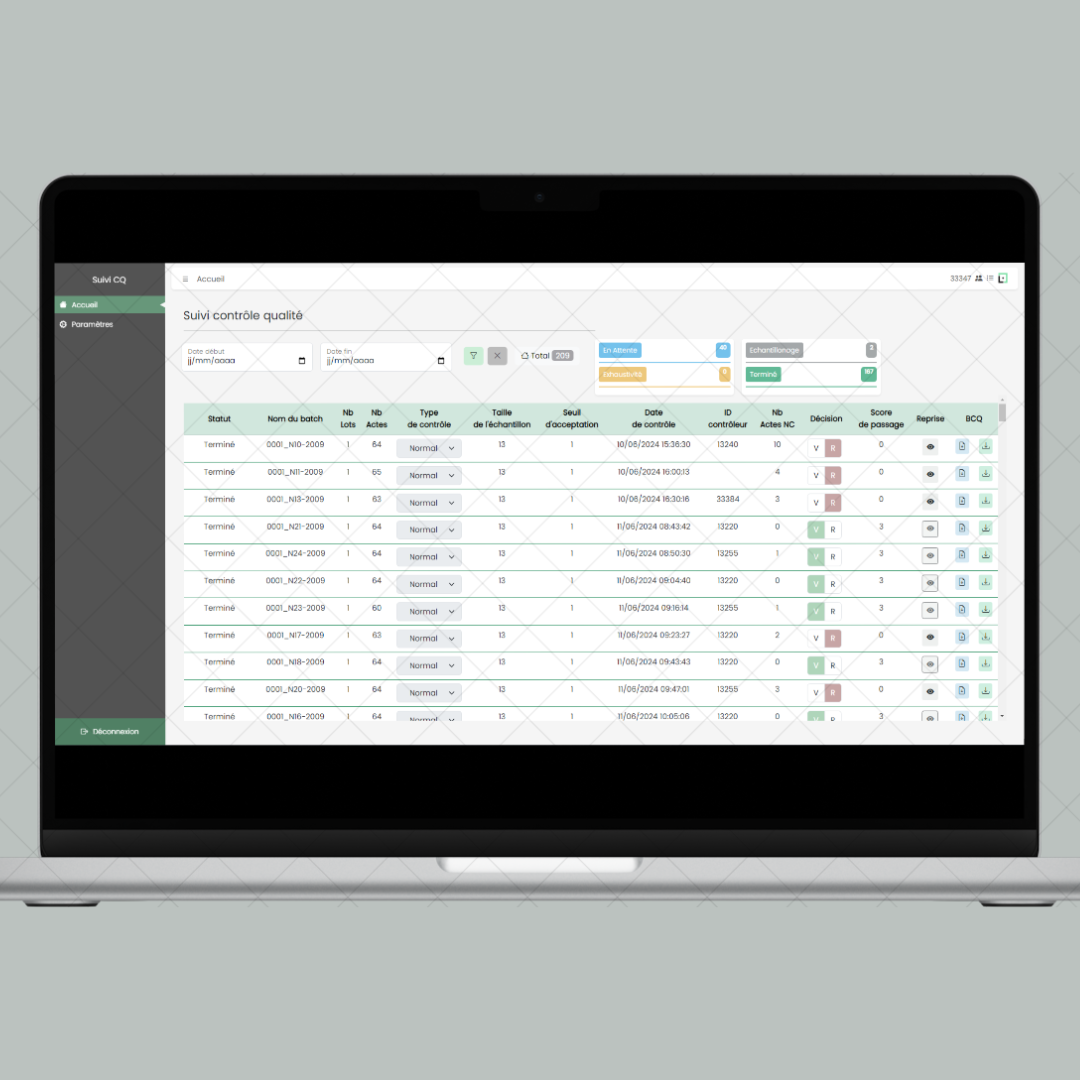 Suivi CQ
Accueil
Paramètres
Déconnexion
Accueil
33347
Suivi contrôle qualité
Date début
jj/mm/aaaa
Date fin
jj/mm/aaaa
Total 209
En Attente 40
Echantillonage 2
Exhaustivité 0
Terminé 167
Statut Nom du batch Nb Lots Nb Actes Type de contrôle Taille de l'échantillon Seuil d'acceptation Date de contrôle ID contrôleur Nb Actes NC Décision Score de passage Reprise BCQ
Terminé 0001_N10-2009 1 64 Normal 13 1 10/06/2024 15:36:30 13240 10 V R 0
Terminé 0001_N11-2009 1 65 Normal 13 1 10/06/2024 16:00:13 4 V R 0
Terminé 0001_N13-2009 1 63 Normal 13 1 10/06/2024 16:30:16 33384 3 V R 0
Terminé 0001_N21-2009 1 64 Normal 13 1 11/06/2024 08:43:42 13220 0 V R 3
Terminé 0001_N24-2009 1 64 Normal 13 1 11/06/2024 08:50:30 13255 1 V R 3
Terminé 0001_N22-2009 1 64 Normal 13 1 11/06/2024 09:04:40 13220 0 V R 3
Terminé 0001_N23-2009 1 60 Normal 13 1 11/06/2024 09:16:14 13255 1 V R 3
Terminé 0001_N17-2009 1 63 Normal 13 1 11/06/2024 09:23:27 13220 2 V R 0
Terminé 0001_N18-2009 1 64 Normal 13 1 11/06/2024 09:43:43 13220 0 V R 3
Terminé 0001_N20-2009 1 64 Normal 13 1 11/06/2024 09:47:01 13255 3 V R 0
Terminé 0001_N16-2009 1 64 Normal 13 1 11/06/2024 10:05:06 13220 0 V R 3